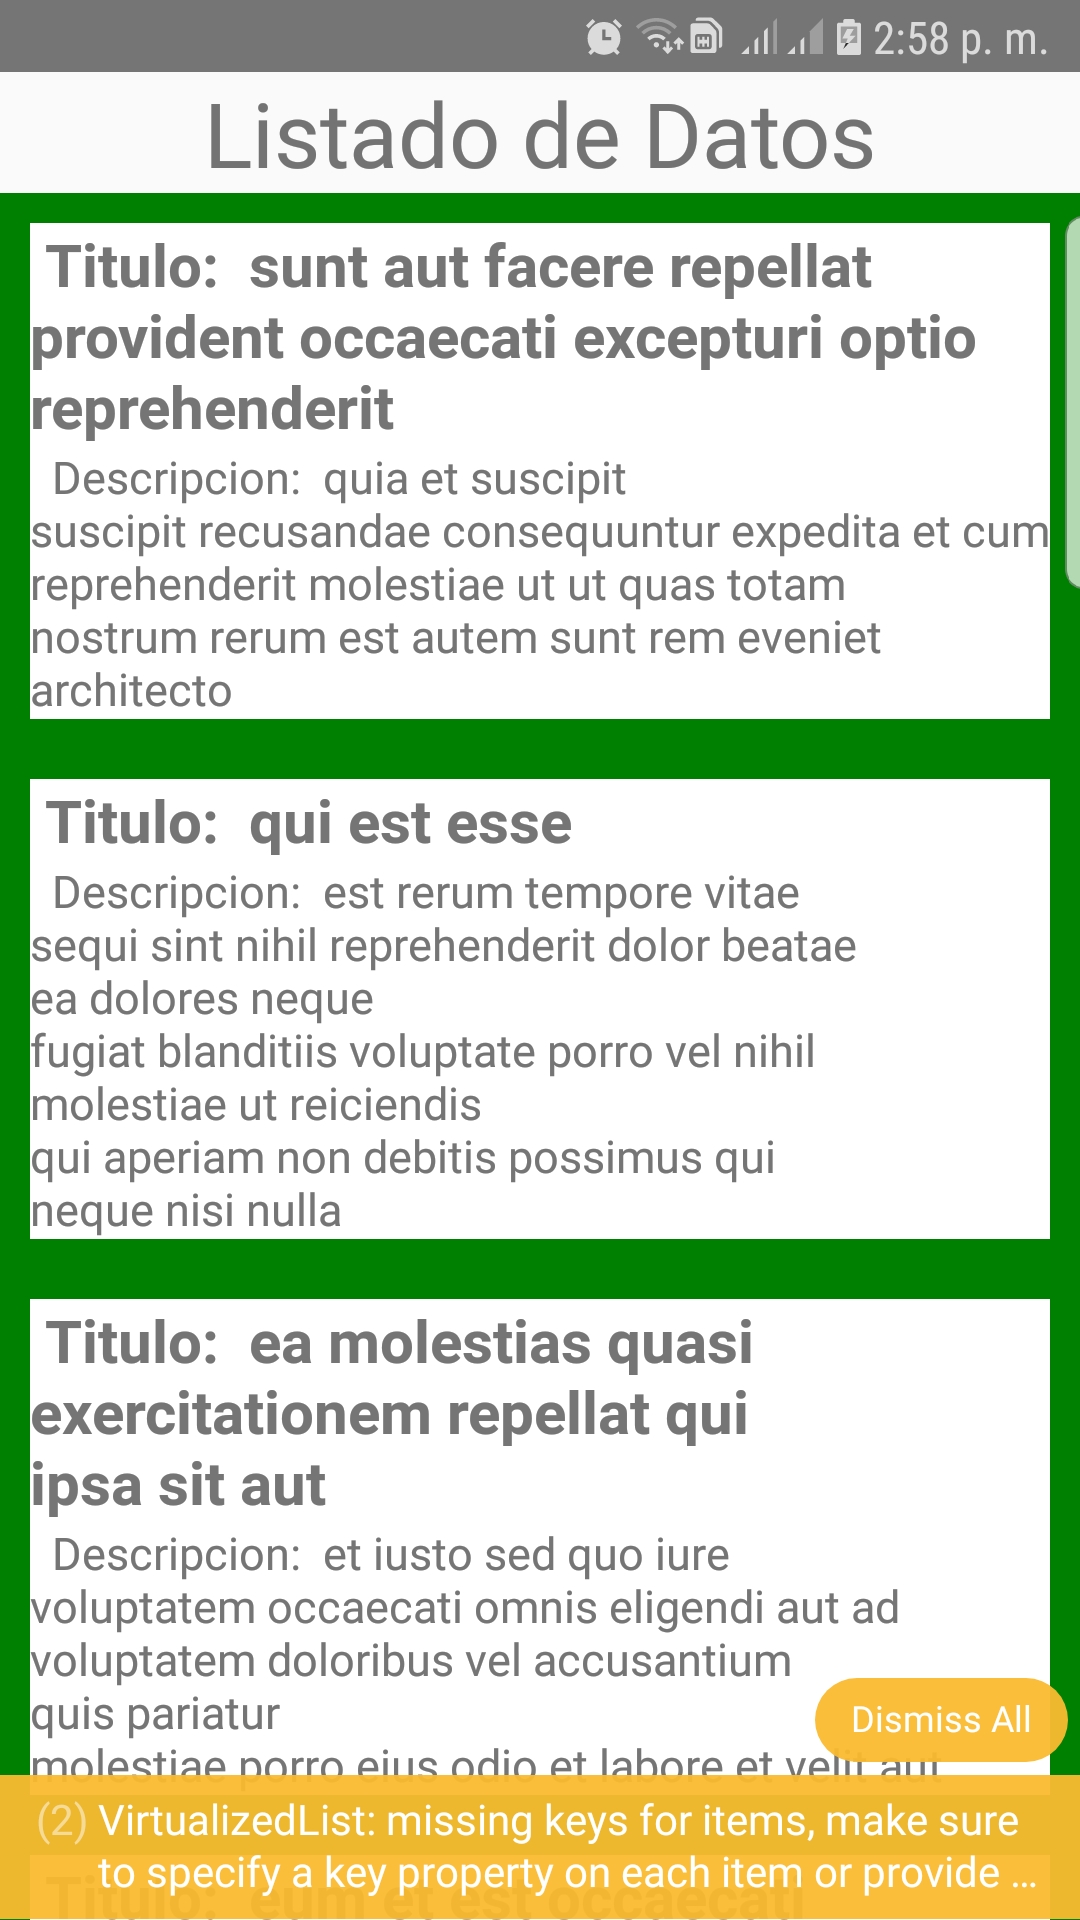 2:58 p. m.
Listado de Datos
Titulo:  sunt aut facere repellat
provident occaecati excepturi optio
reprehenderit
Descripcion:  quia et suscipit
suscipit recusandae consequuntur expedita et cum
reprehenderit molestiae ut ut quas totam
nostrum rerum est autem sunt rem eveniet
architecto
Titulo:  qui est esse
Descripcion:  est rerum tempore vitae
sequi sint nihil reprehenderit dolor beatae
ea dolores neque
fugiat blanditiis voluptate porro vel nihil
molestiae ut reiciendis
qui aperiam non debitis possimus qui
neque nisi nulla
Titulo:  ea molestias quasi
exercitationem repellat qui
ipsa sit aut
Descripcion:  et iusto sed quo iure
voluptatem occaecati omnis eligendi aut ad
voluptatem doloribus vel accusantium
quis pariatur
Dismiss All
molestiae porro eius odio et labore et velit aut
(2) VirtualizedList: missing keys for items, make sure
to specify a key property on each item or provide ...
Titulo:  eum et est occaecati